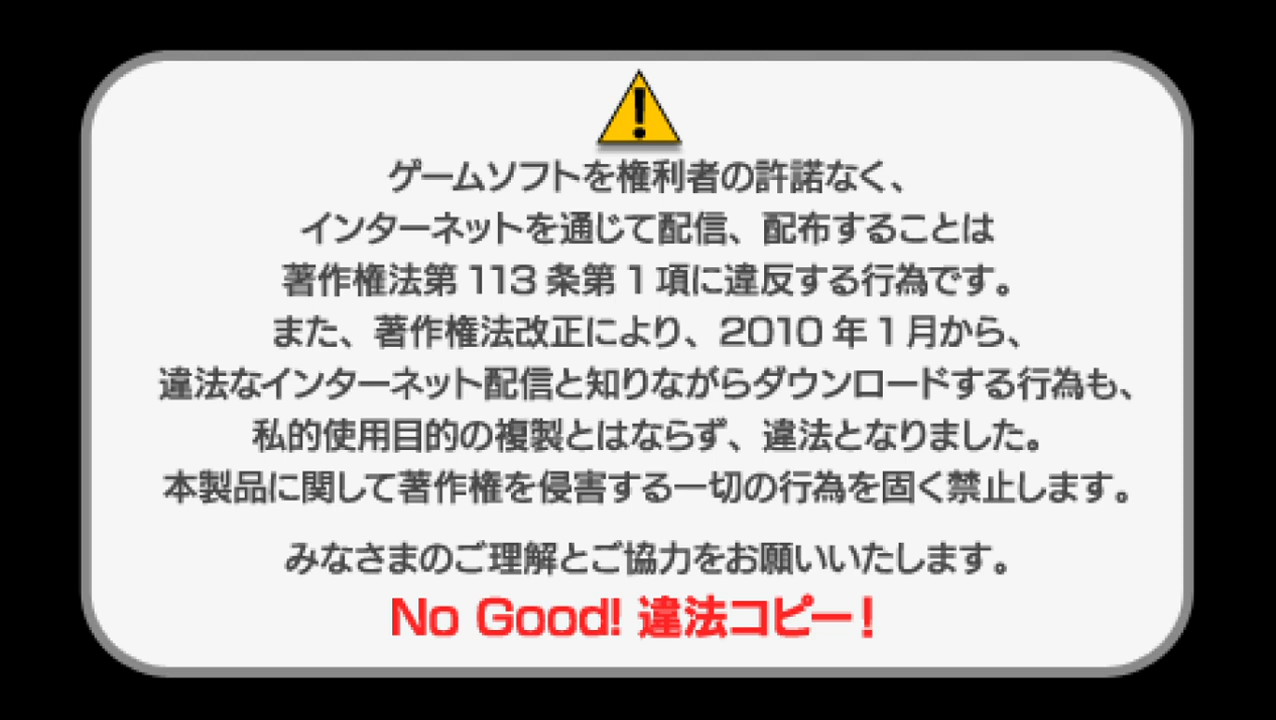 ゲームソフトを権利者の許諾なく、
インターネットを通じて配信、配布することは
著作権法第 113 条第 1 項に違反する行為です。
また、著作権法改正により、2010 年 1 月から、
違法なインターネット配信と知りながらダウンロードする行為も、
私的使用目的の複製とはならず、違法となりました。
本製品に関して著作権を侵害する一切の行為を固く禁止します。
みなさまのご理解とご協力をお願いいたします。
No Good! 違法コピー!